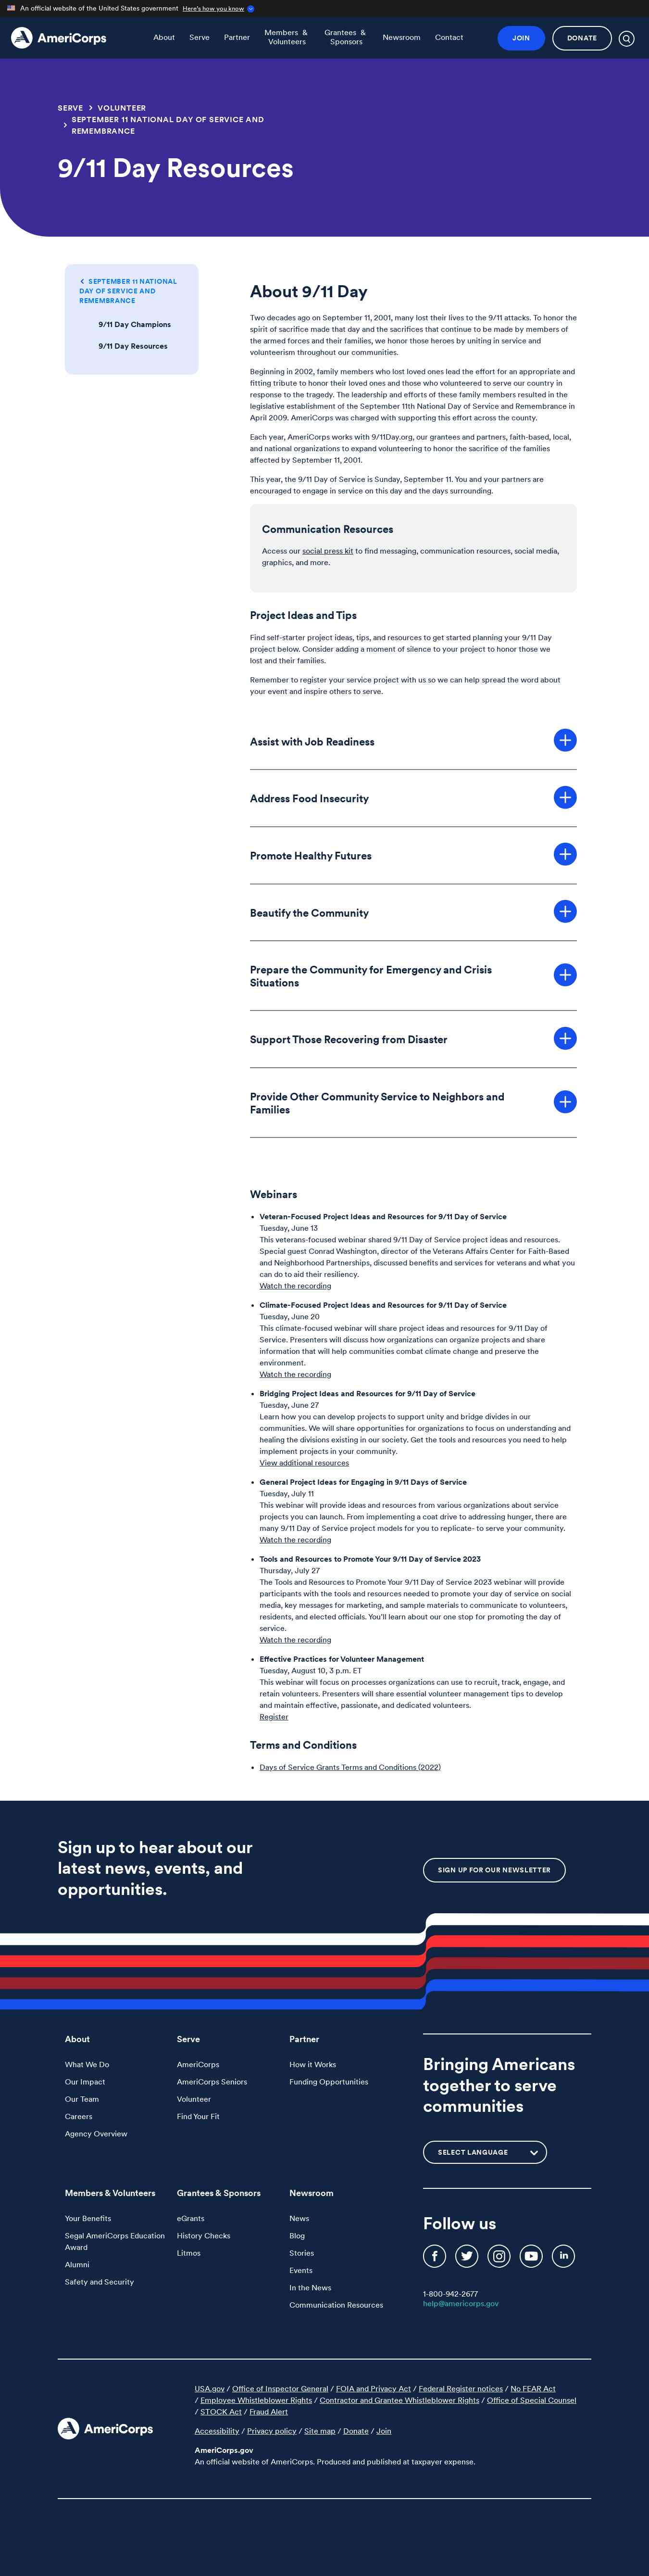 An official website of the United States government Here's how you know
AmeriCorps
About
Serve
Partner
Members &
Volunteers
Grantees &
Sponsors
Newsroom
Contact
JOIN
DONATE
SERVE
VOLUNTEER
SEPTEMBER 11 NATIONAL DAY OF SERVICE AND
REMEMBRANCE
9/11 Day Resources
SEPTEMBER 11 NATIONAL
DAY OF SERVICE AND
REMEMBRANCE
9/11 Day Champions
9/11 Day Resources
About 9/11 Day
Two decades ago on September 11, 2001, many lost their lives to the 9/11 attacks. To honor the
spirit of sacrifice made that day and the sacrifices that continue to be made by members of
the armed forces and their families, we honor those heroes by uniting in service and
volunteerism throughout our communities.
Beginning in 2002, family members who lost loved ones lead the effort for an appropriate and
fitting tribute to honor their loved ones and those who volunteered to serve our country in
response to the tragedy. The leadership and efforts of these family members resulted in the
legislative establishment of the September 11th National Day of Service and Remembrance in
April 2009. AmeriCorps was charged with supporting this effort across the county.
Each year, AmeriCorps works with 9/11Day.org, our grantees and partners, faith-based, local,
and national organizations to expand volunteering to honor the sacrifice of the families
affected by September 11, 2001.
This year, the 9/11 Day of Service is Sunday, September 11. You and your partners are
encouraged to engage in service on this day and the days surrounding.
Communication Resources
Access our social press kit to find messaging, communication resources, social media,
graphics, and more.
Project Ideas and Tips
Find self-starter project ideas, tips, and resources to get started planning your 9/11 Day
project below. Consider adding a moment of silence to your project to honor those we
lost and their families.
Remember to register your service project with us so we can help spread the word about
your event and inspire others to serve.
Assist with Job Readiness
Address Food Insecurity
Promote Healthy Futures
Beautify the Community
Prepare the Community for Emergency and Crisis
Situations
Support Those Recovering from Disaster
Provide Other Community Service to Neighbors and
Families
Webinars
Veteran-Focused Project Ideas and Resources for 9/11 Day of Service
Tuesday, June 13
This veterans-focused webinar shared 9/11 Day of Service project ideas and resources.
Special guest Conrad Washington, director of the Veterans Affairs Center for Faith-Based
and Neighborhood Partnerships, discussed benefits and services for veterans and what you
can do to aid their resiliency.
Watch the recording
Climate-Focused Project Ideas and Resources for 9/11 Day of Service
Tuesday, June 20
This climate-focused webinar will share project ideas and resources for 9/11 Day of
Service. Presenters will discuss how organizations can organize projects and share
information that will help communities combat climate change and preserve the
environment.
Watch the recording
Bridging Project Ideas and Resources for 9/11 Day of Service
Tuesday, June 27
Learn how you can develop projects to support unity and bridge divides in our
communities. We will share opportunities for organizations to focus on understanding and
healing the divisions existing in our society. Get the tools and resources you need to help
implement projects in your community.
View additional resources
General Project Ideas for Engaging in 9/11 Days of Service
Tuesday, July 11
This webinar will provide ideas and resources from various organizations about service
projects you can launch. From implementing a coat drive to addressing hunger, there are
many 9/11 Day of Service project models for you to replicate- to serve your community.
Watch the recording
Tools and Resources to Promote Your 9/11 Day of Service 2023
Thursday, July 27
The Tools and Resources to Promote Your 9/11 Day of Service 2023 webinar will provide
participants with the tools and resources needed to promote your day of service on social
media, key messages for marketing, and sample materials to communicate to volunteers,
residents, and elected officials. You'll learn about our one stop for promoting the day of
service.
Watch the recording
Effective Practices for Volunteer Management
Tuesday, August 10, 3 p.m. ET
This webinar will focus on processes organizations can use to recruit, track, engage, and
retain volunteers. Presenters will share essential volunteer management tips to develop
and maintain effective, passionate, and dedicated volunteers.
Register
Terms and Conditions
Days of Service Grants Terms and Conditions (2022)
Sign up to hear about our
latest news, events, and
opportunities.
SIGN UP FOR OUR NEWSLETTER
About
What We Do
Our Impact
Our Team
Careers
Agency Overview
Serve
AmeriCorps
AmeriCorps Seniors
Volunteer
Find Your Fit
Partner
How it Works
Funding Opportunities
Bringing Americans
together to serve
communities
SELECT LANGUAGE
Members & Volunteers
Your Benefits
Segal AmeriCorps Education
Award
Alumni
Safety and Security
Grantees & Sponsors
eGrants
History Checks
Litmos
Newsroom
News
Blog
Stories
Events
In the News
Communication Resources
Follow us
1-800-942-2677
help@americorps.gov
AmeriCorps
USA.gov / Office of Inspector General / FOIA and Privacy Act / Federal Register notices / No FEAR Act
/ Employee Whistleblower Rights / Contractor and Grantee Whistleblower Rights / Office of Special Counsel
/ STOCK Act / Fraud Alert
Accessibility / Privacy policy / Site map / Donate / Join
AmeriCorps.gov
An official website of AmeriCorps. Produced and published at taxpayer expense.